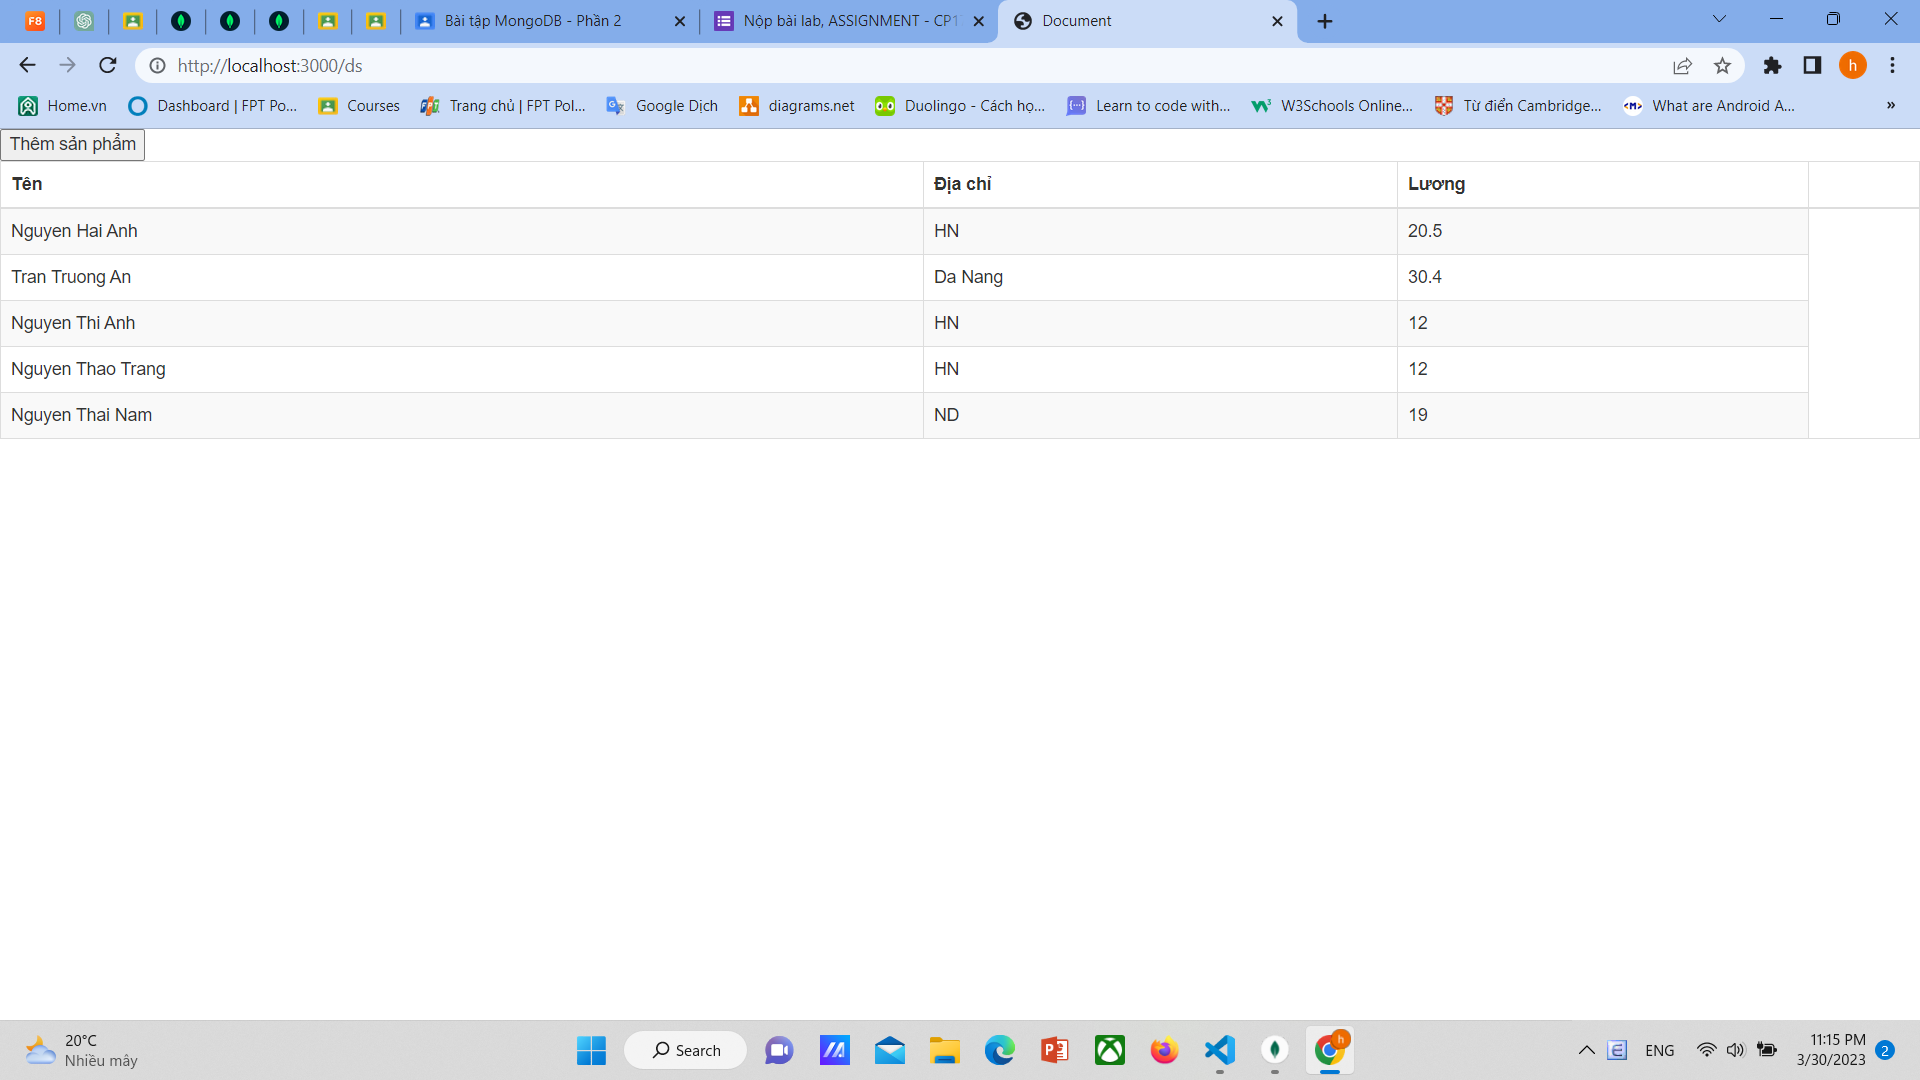 F8 Bài tập MongoDB - Phần 2 Nộp bài lab, ASSIGNMENT - CP1 Document
http://localhost:3000/ds h
Home.vn Dashboard | FPT Po... Courses Trang chủ | FPT Pol... Google Dịch diagrams.net Duolingo - Cách họ... Learn to code with... W3Schools Online... Từ điển Cambridge... What are Android A... »
Thêm sản phẩm
Tên Địa chỉ Lương
Nguyen Hai Anh HN 20.5
Tran Truong An Da Nang 30.4
Nguyen Thi Anh HN 12
Nguyen Thao Trang HN 12
Nguyen Thai Nam ND 19
20°C
Nhiều mây
Search
h
ENG
11:15 PM
3/30/2023
2